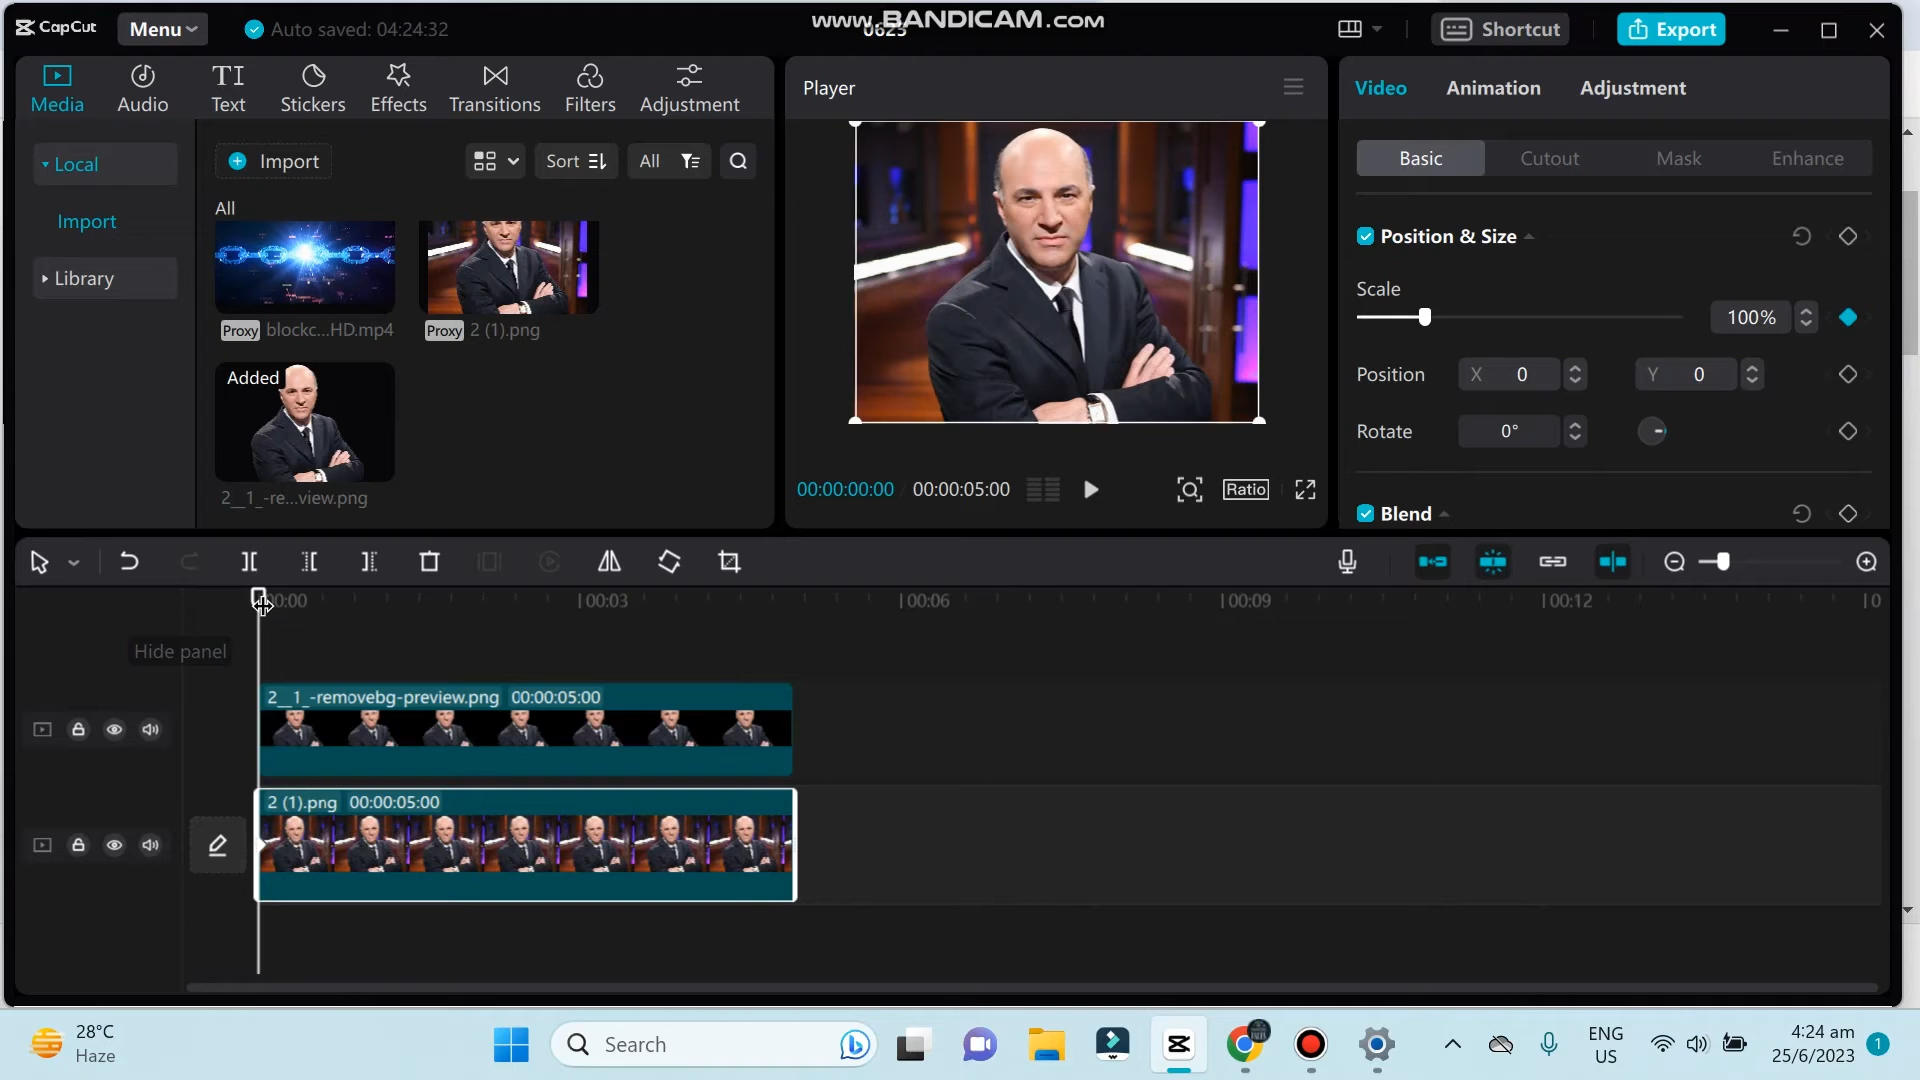 CapCut
Menu
Auto saved: 04:24:32
www.BANDICAM.com
0625
Shortcut
Export
Media
Audio
Text
Stickers
Effects
Transitions
Filters
Adjustment
Local
Import
Library
Import
Sort
All
All
Proxy blockc...HD.mp4
Proxy 2 (1).png
Added
2__1_-re...view.png
Player
00:00:00:00 / 00:00:05:00
Ratio
Video
Animation
Adjustment
Basic
Cutout
Mask
Enhance
Position & Size
Scale
100%
Position X 0 Y 0
Rotate 0°
Blend
00:00
00:03
00:06
00:09
00:12
0
Hide panel
2__1_-removebg-preview.png 00:00:05:00
2 (1).png 00:00:05:00
28°C
Haze
Search
ENG
US
4:24 am
25/6/2023
1